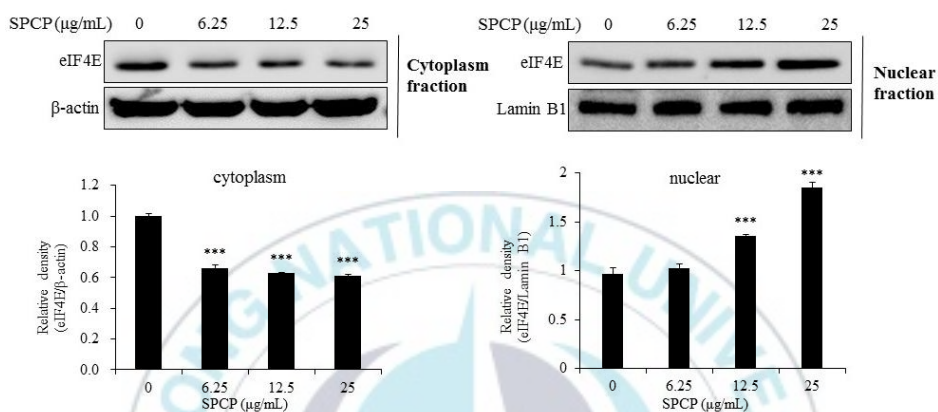 SPCP (μg/mL) 0 6.25 12.5 25
eIF4E
β-actin
Cytoplasm
fraction
SPCP (μg/mL) 0 6.25 12.5 25
eIF4E
Lamin B1
Nuclear
fraction
cytoplasm
Relative density
(eIF4E/β-actin)
1.2
1.0
0.8
0.6
0.4
0.2
0.0
***
***
***
0 6.25 12.5 25
SPCP (μg/mL)
nuclear
Relative density
(eIF4E/Lamin B1)
2
1.5
1
0.5
0
***
***
0 6.25 12.5 25
SPCP (μg/mL)
ONG NATIONAL UNIVE